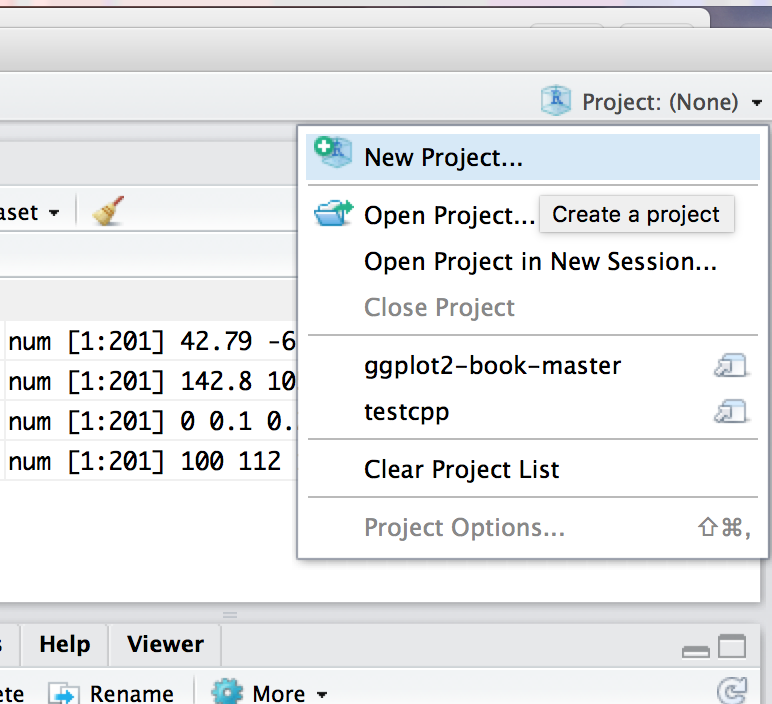 Project: (None)
New Project...
Open Project...
Create a project
Open Project in New Session...
Close Project
ggplot2-book-master
testcpp
Clear Project List
Project Options... ⇧⌘,
aset
num [1:201] 42.79 -6
num [1:201] 142.8 10
num [1:201] 0 0.1 0.
num [1:201] 100 112
s Help Viewer
ete Rename More